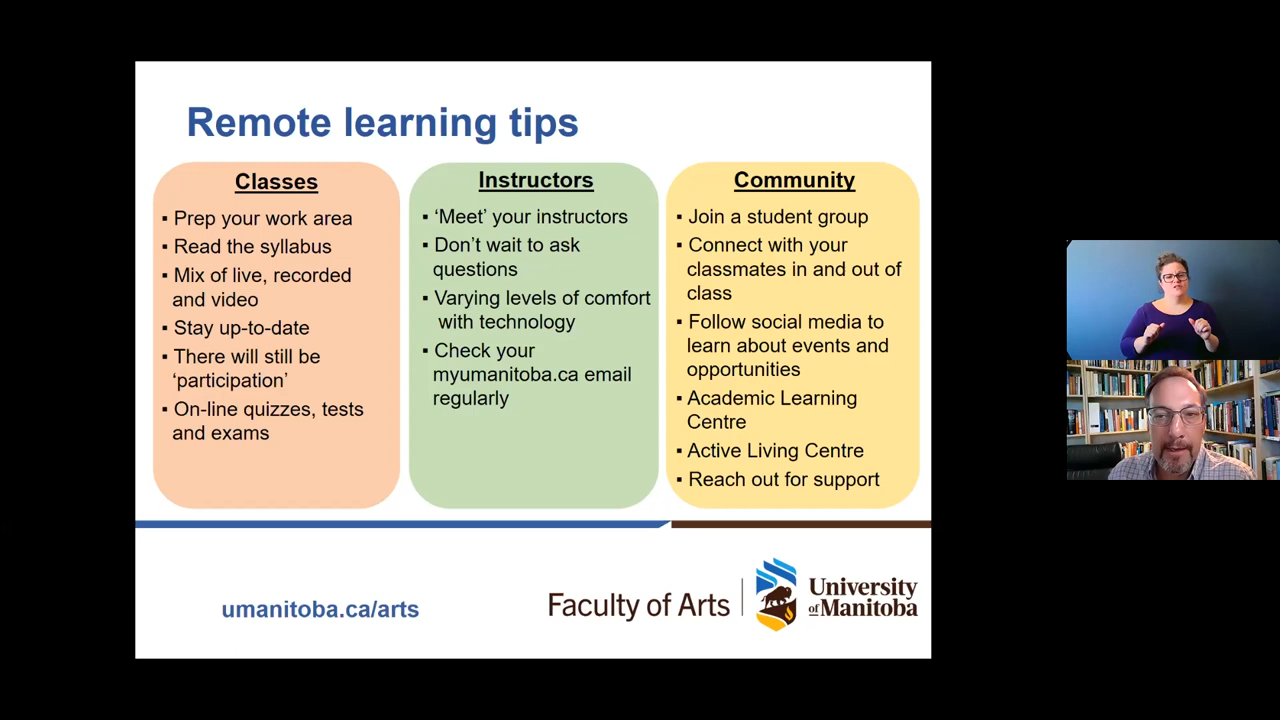 Remote learning tips
Classes
▪ Prep your work area
▪ Read the syllabus
▪ Mix of live, recorded
and video
▪ Stay up-to-date
▪ There will still be
‘participation’
▪ On-line quizzes, tests
and exams
Instructors
▪ ‘Meet’ your instructors
▪ Don’t wait to ask
questions
▪ Varying levels of comfort
with technology
▪ Check your
myumanitoba.ca email
regularly
Community
▪ Join a student group
▪ Connect with your
classmates in and out of
class
▪ Follow social media to
learn about events and
opportunities
▪ Academic Learning
Centre
▪ Active Living Centre
▪ Reach out for support
umanitoba.ca/arts
Faculty of Arts
University
of Manitoba